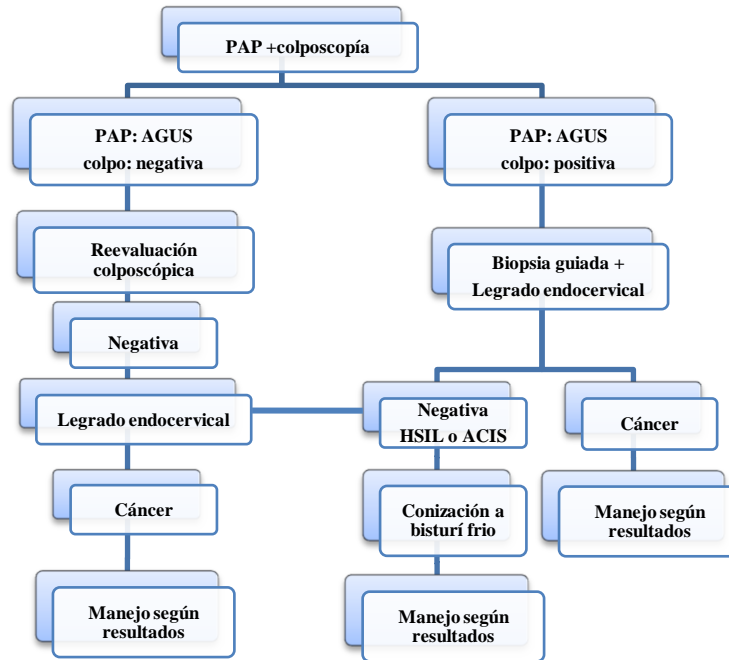 PAP +colposcopía
PAP: AGUS
colpo: negativa
PAP: AGUS
colpo: positiva
Reevaluación
colposcópica
Biopsia guiada +
Legrado endocervical
Negativa
Legrado endocervical
Negativa
HSIL o ACIS
Cáncer
Cáncer
Conización a
bisturí frio
Manejo según
resultados
Manejo según
resultados
Manejo según
resultados